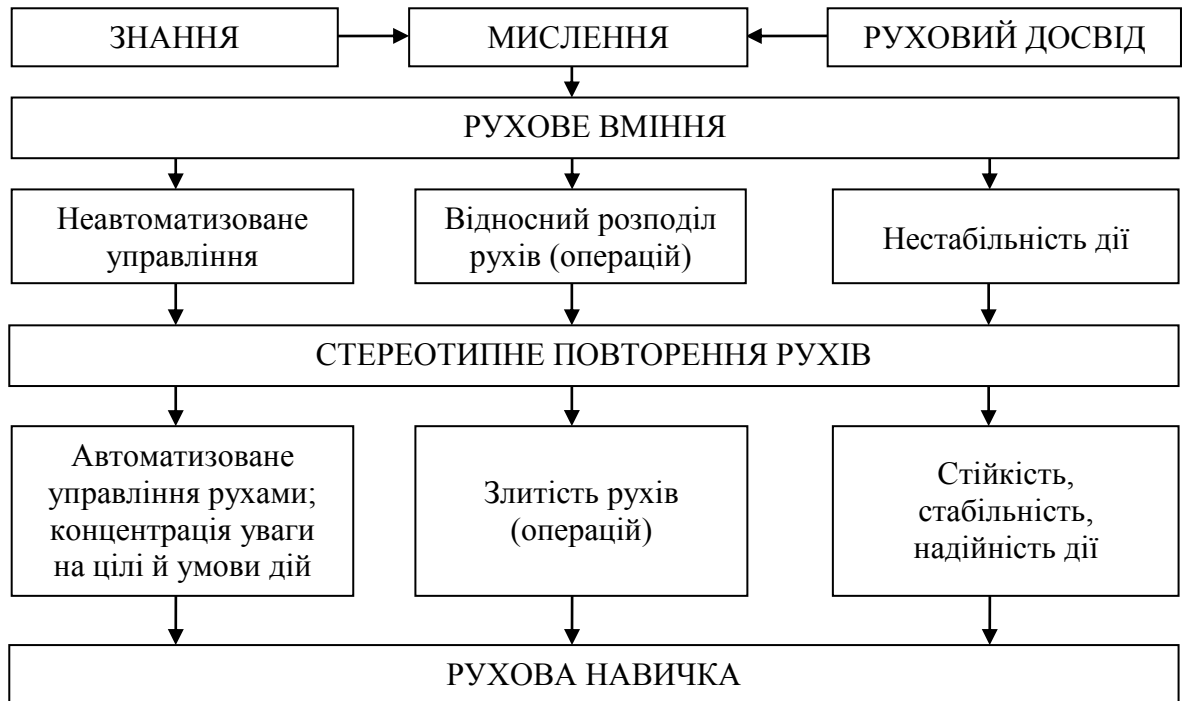 ЗНАННЯ
МИСЛЕННЯ
РУХОВИЙ ДОСВІД
РУХОВЕ ВМІННЯ
Неавтоматизоване
управління
Відносний розподіл
рухів (операцій)
Нестабільність дії
СТЕРЕОТИПНЕ ПОВТОРЕННЯ РУХІВ
Автоматизоване
управління рухами;
концентрація уваги
на цілі й умови дій
Злитість рухів
(операцій)
Стійкість,
стабільність,
надійність дії
РУХОВА НАВИЧКА